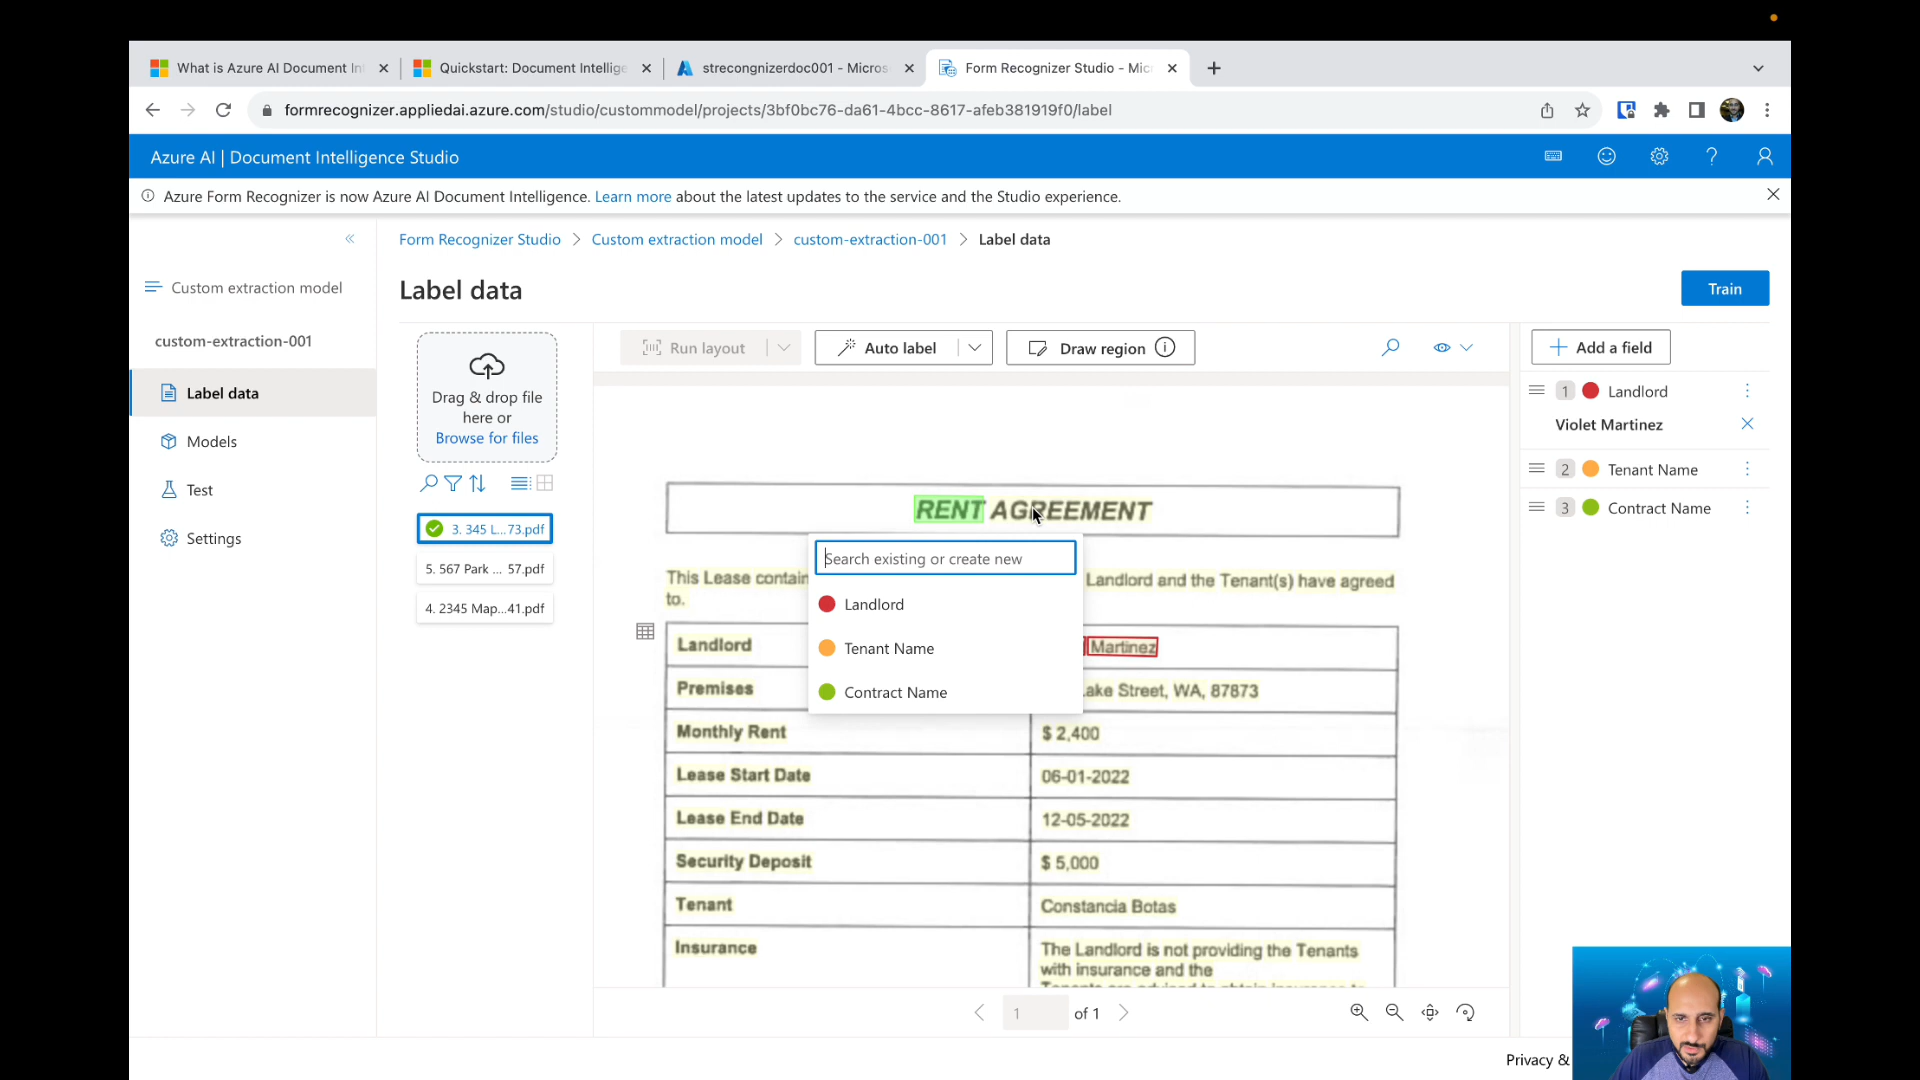 What is Azure AI Document In
Quickstart: Document Intellige
strecongnizerdoc001 - Micros
Form Recognizer Studio - Mic
formrecognizer.appliedai.azure.com/studio/custommodel/projects/3bf0bc76-da61-4bcc-8617-afeb381919f0/label
Azure AI | Document Intelligence Studio
Azure Form Recognizer is now Azure AI Document Intelligence. Learn more about the latest updates to the service and the Studio experience.
Form Recognizer Studio > Custom extraction model > custom-extraction-001 > Label data
Custom extraction model
custom-extraction-001
Label data
Models
Test
Settings
Label data
Train
Drag & drop file
here or
Browse for files
3. 345 L...73.pdf
5. 567 Park ... 57.pdf
4. 2345 Map...41.pdf
Run layout
Auto label
Draw region
RENT AGREEMENT
This Lease contain
Landlord and the Tenant(s) have agreed
to.
Search existing or create new
Landlord
Tenant Name
Contract Name
Landlord
Martinez
Premises
ake Street, WA, 87873
Monthly Rent
$ 2,400
Lease Start Date
06-01-2022
Lease End Date
12-05-2022
Security Deposit
$ 5,000
Tenant
Constancia Botas
Insurance
The Landlord is not providing the Tenants
with insurance and the
1 of 1
Add a field
1 Landlord
Violet Martinez
2 Tenant Name
3 Contract Name
Privacy &